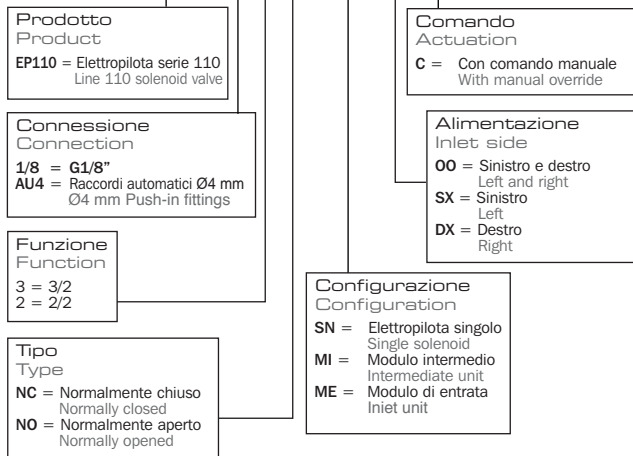 Prodotto
Product
EP110 = Elettropilota serie 110
Line 110 solenoid valve
Connessione
Connection
1/8 = G1/8”
AU4 = Raccordi automatici Ø4 mm
Ø4 mm Push-in fittings
Funzione
Function
3 = 3/2
2 = 2/2
Tipo
Type
NC = Normalmente chiuso
Normally closed
NO = Normalmente aperto
Normally opened
Configurazione
Configuration
SN = Elettropilota singolo
Single solenoid
MI = Modulo intermedio
Intermediate unit
ME = Modulo di entrata
Iniet unit
Comando
Actuation
C = Con comando manuale
With manual override
Alimentazione
Inlet side
OO = Sinistro e destro
Left and right
SX = Sinistro
Left
DX = Destro
Right